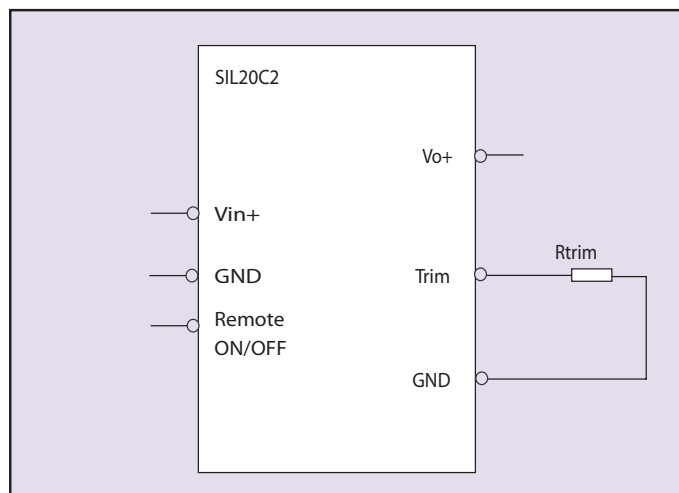 SIL20C2
Vo+
Vin+
Rtrim
GND
Trim
Remote
ON/OFF
GND